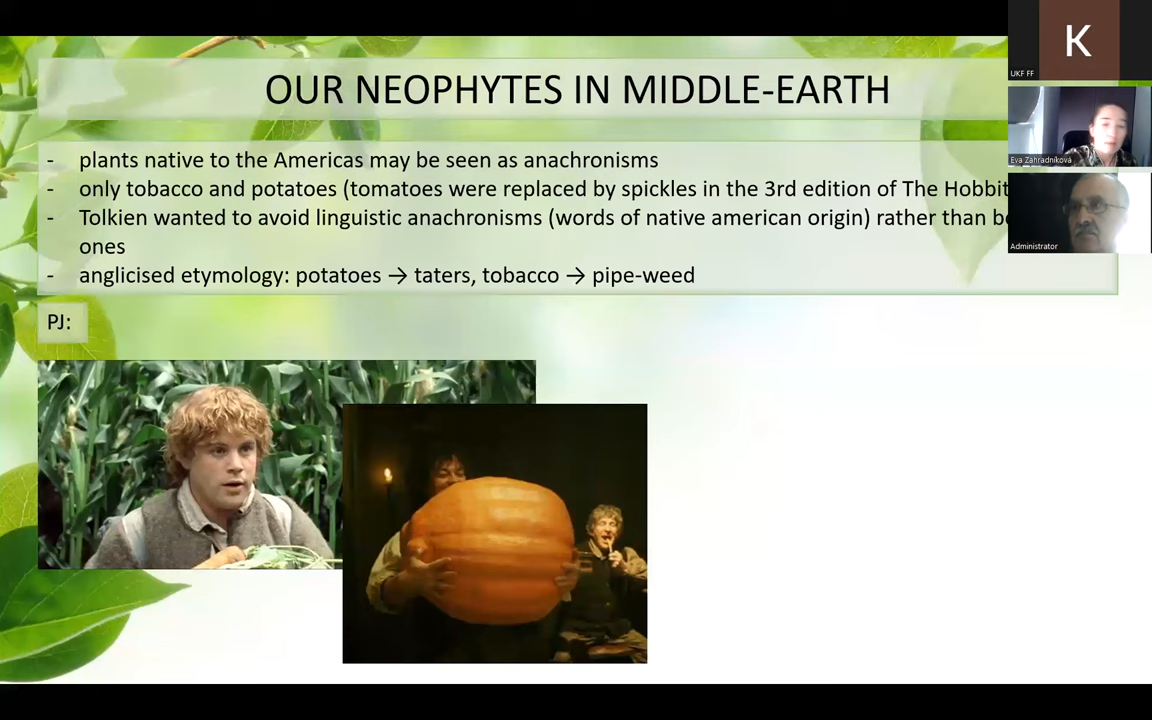 OUR NEOPHYTES IN MIDDLE-EARTH
- plants native to the Americas may be seen as anachronisms
- only tobacco and potatoes (tomatoes were replaced by spickles in the 3rd edition of The Hobbit
- Tolkien wanted to avoid linguistic anachronisms (words of native american origin) rather than
ones
- anglicised etymology: potatoes → taters, tobacco → pipe-weed
PJ:
K
UKF FF
Eva Zahradníková
Administrator